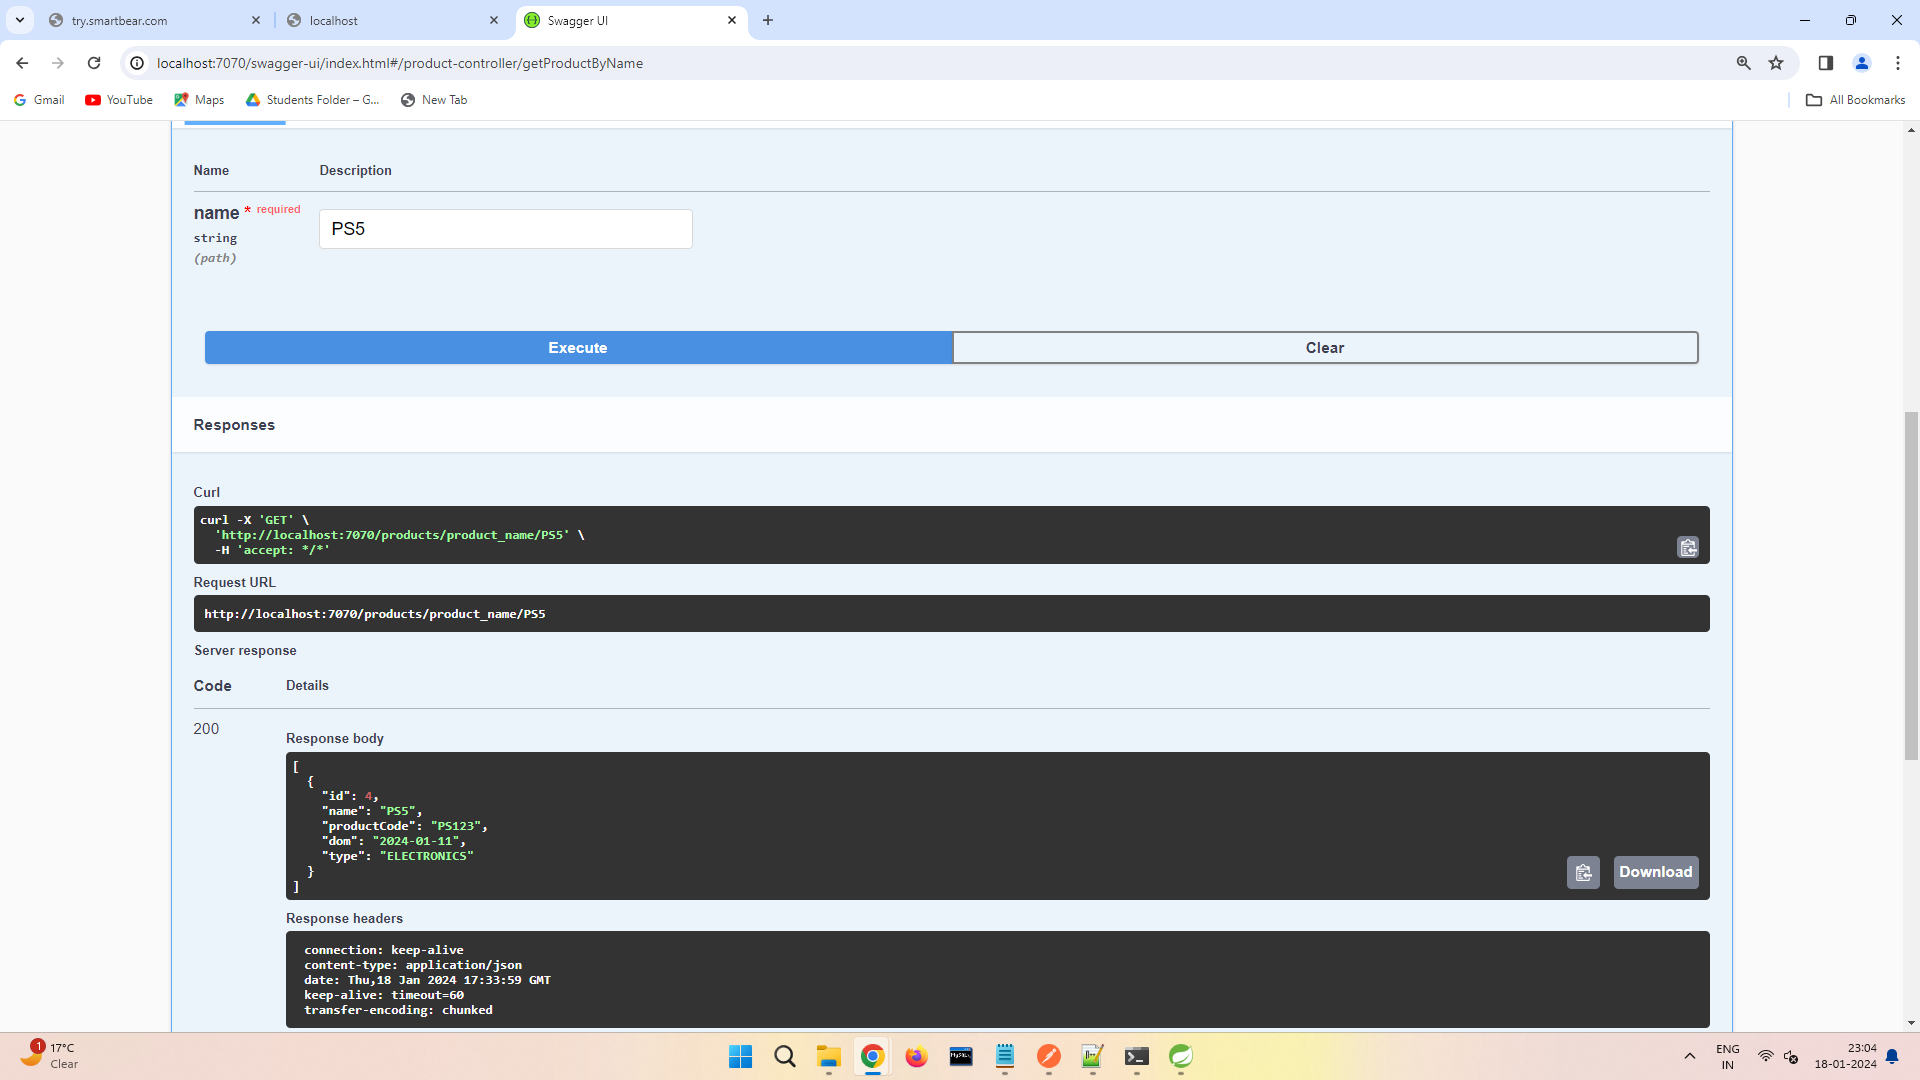 try.smartbear.com
localhost
Swagger UI
localhost:7070/swagger-ui/index.html#/product-controller/getProductByName
Gmail
YouTube
Maps
Students Folder – G...
New Tab
All Bookmarks
Name Description
name * required
string
(path)
PS5
Execute
Clear
Responses
Curl
curl -X 'GET' \
'http://localhost:7070/products/product_name/PS5' \
-H 'accept: */*'
Request URL
http://localhost:7070/products/product_name/PS5
Server response
Code Details
200
Response body
[
{
"id": 4,
"name": "PS5",
"productCode": "PS123",
"dom": "2024-01-11",
"type": "ELECTRONICS"
}
]
Download
Response headers
connection: keep-alive
content-type: application/json
date: Thu,18 Jan 2024 17:33:59 GMT
keep-alive: timeout=60
transfer-encoding: chunked
1
17°C
Clear
MySQL
ENG
IN
23:04
18-01-2024